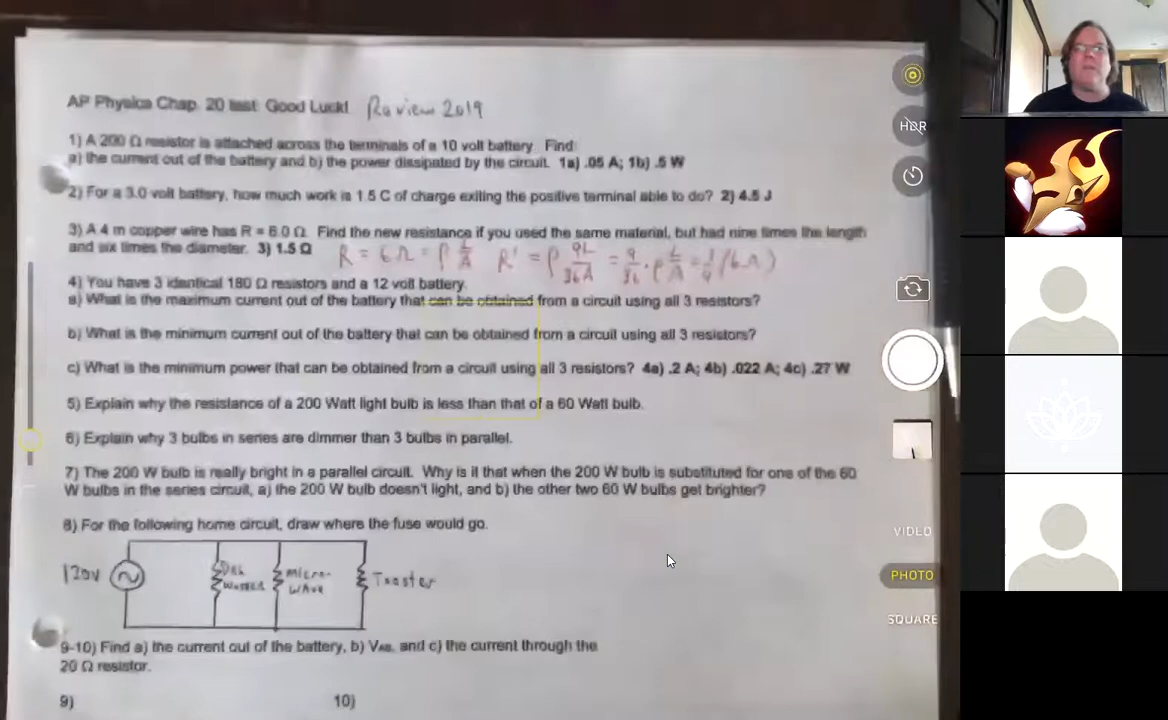 AP Physics Chap. 20 test Good Luck! Review 2019
1) A 200 Ω resistor is attached across the terminals of a 10 volt battery. Find:
a) the current out of the battery and b) the power dissipated by the circuit. 1a) .05 A; 1b) .5 W
2) For a 3.0 volt battery, how much work is 1.5 C of charge exiting the positive terminal able to do? 2) 4.5 J
3) A 4 m copper wire has R = 6.0 Ω. Find the new resistance if you used the same material, but had nine times the length
and six times the diameter. 3) 1.5 Ω R = 6Ω = ρ L/A R' = ρ 9L/36A = 9/36 · ρ L/A = 1/4 (6Ω)
4) You have 3 identical 180 Ω resistors and a 12 volt battery.
a) What is the maximum current out of the battery that can be obtained from a circuit using all 3 resistors?
b) What is the minimum current out of the battery that can be obtained from a circuit using all 3 resistors?
c) What is the minimum power that can be obtained from a circuit using all 3 resistors? 4a) .2 A; 4b) .022 A; 4c) .27 W
5) Explain why the resistance of a 200 Watt light bulb is less than that of a 60 Watt bulb.
6) Explain why 3 bulbs in series are dimmer than 3 bulbs in parallel.
7) The 200 W bulb is really bright in a parallel circuit. Why is it that when the 200 W bulb is substituted for one of the 60
W bulbs in the series circuit, a) the 200 W bulb doesn't light, and b) the other two 60 W bulbs get brighter?
8) For the following home circuit, draw where the fuse would go.
120V
Micro-
wave
Toaster
9-10) Find a) the current out of the battery, b) VAB, and c) the current through the
20 Ω resistor.
9) 10)
HDR
VIDEO
PHOTO
SQUARE